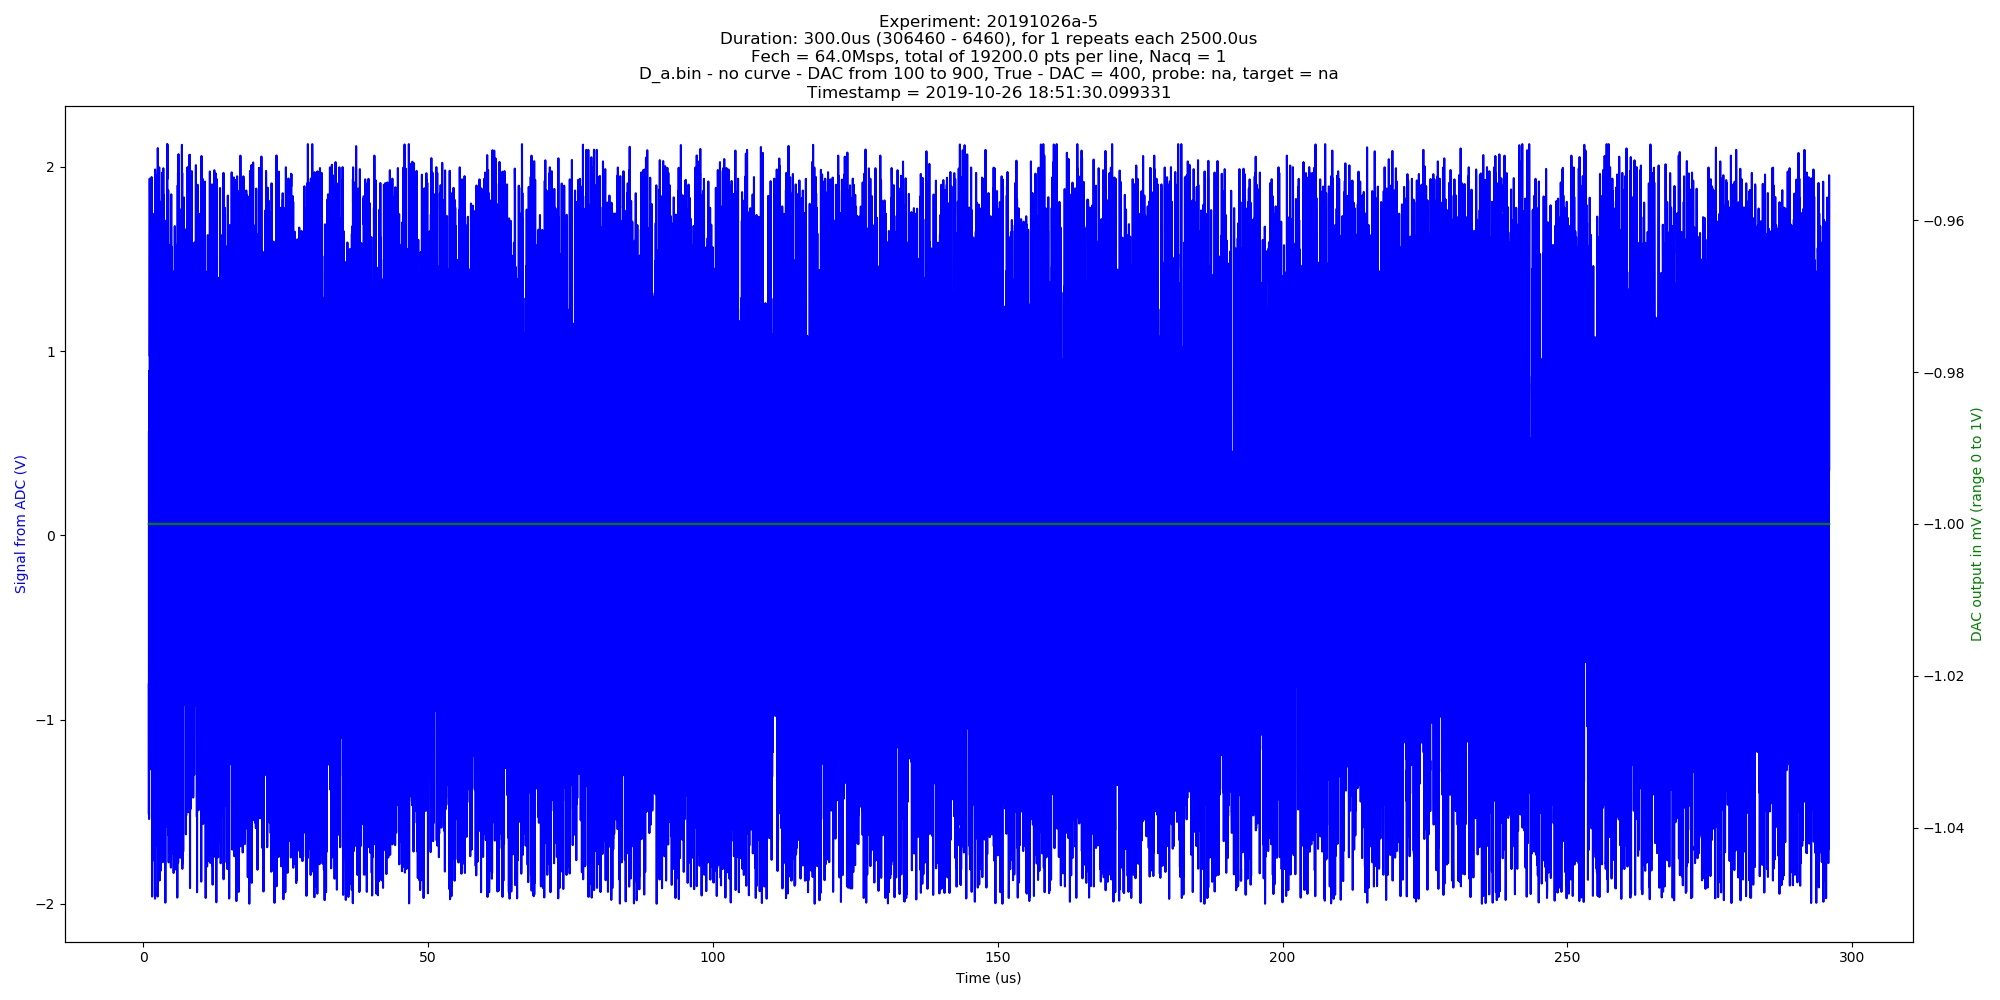 Experiment: 20191026a-5
Duration: 300.0us (306460 - 6460), for 1 repeats each 2500.0us
Fech = 64.0Msps, total of 19200.0 pts per line, Nacq = 1
D_a.bin - no curve - DAC from 100 to 900, True - DAC = 400, probe: na, target = na
Timestamp = 2019-10-26 18:51:30.099331
Signal from ADC (V)
2
1
0
−1
−2
0
50
100
150
200
250
300
Time (us)
−0.96
−0.98
−1.00
−1.02
−1.04
DAC output in mV (range 0 to 1V)